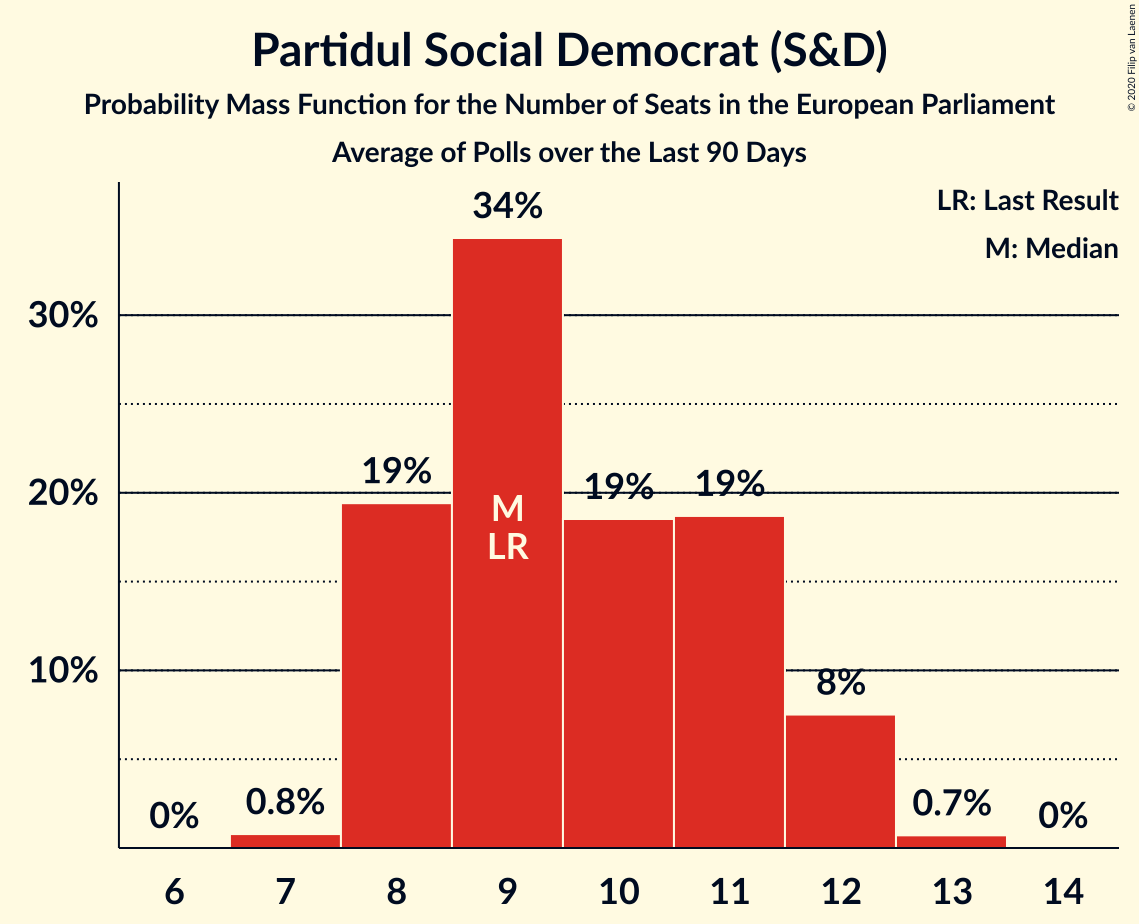 Partidul Social Democrat (S&D)
Probability Mass Function for the Number of Seats in the European Parliament
Average of Polls over the Last 90 Days
© 2020 Filip van Laenen
LR: Last Result
M: Median
34%
30%
19%
20%
19%
19%
M
LR
10%
8%
0%
0.8%
0.7%
0%
6 7 8 9 10 11 12 13 14